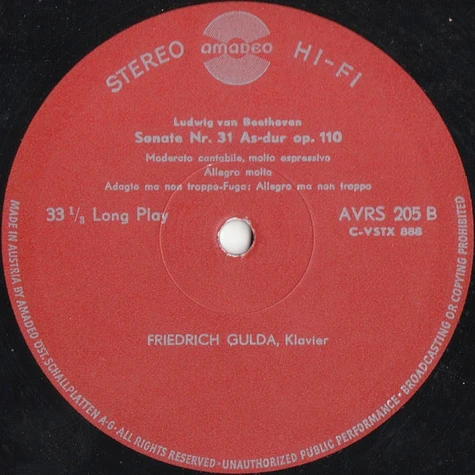 STEREO
AMADEO
HI-FI
Ludwig van Beethoven
Sonate Nr. 31 As-dur op. 110
Moderato cantabile, molto espressivo
Allegro molto
Adagio ma non troppo-Fuga: Allegro ma non troppo
33 1/3 Long Play
AVRS 205 B
C-VSTX 888
FRIEDRICH GULDA, Klavier
MADE IN AUSTRIA BY AMADEO ÖST. SCHALLPLATTEN A-G · ALL RIGHTS RESERVED · UNAUTHORIZED PUBLIC PERFORMANCE · BROADCASTING OR COPYING PROHIBITED